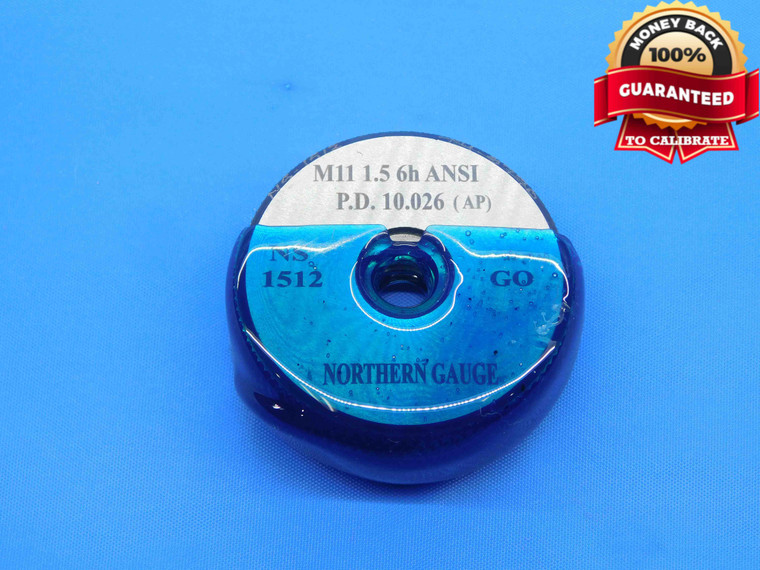 MONEY BACK
100%
GUARANTEED
TO CALIBRATE
M11 1.5 6h ANSI
P.D. 10.026 (AP)
NS
1512 GO
NORTHERN GAUGE